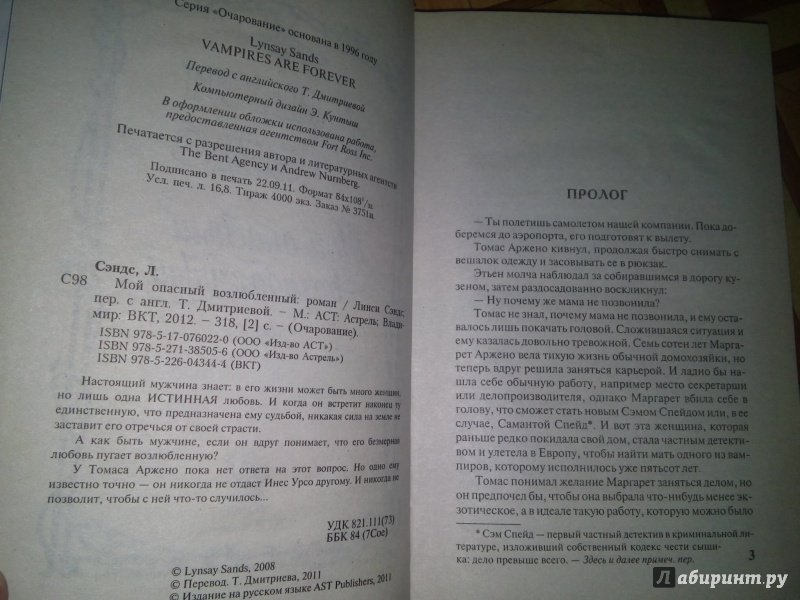 Серия «Очарование» основана в 1996 году
Lynsay Sands
VAMPIRES ARE FOREVER
Перевод с английского Т. Дмитриевой
Компьютерный дизайн Э. Кунтыш
В оформлении обложки использована работа,
предоставленная агентством Fort Ross Inc.
Печатается с разрешения автора и литературных агентств
The Bent Agency и Andrew Nurnberg.
Подписано в печать 22.09.11. Формат 84x108 1/32.
Усл. печ. л. 16,8. Тираж 4000 экз. Заказ № 3751и.
Сэндс, Л.
С98
Мой опасный возлюбленный: роман / Линси Сэндс;
пер. с англ. Т. Дмитриевой. – М.: АСТ: Астрель; Влади-
мир: ВКТ, 2012. – 318, [2] с. – (Очарование).
ISBN 978-5-17-076022-0 (ООО «Изд-во АСТ»)
ISBN 978-5-271-38505-6 (ООО «Изд-во Астрель»)
ISBN 978-5-226-04344-4 (ВКТ)
Настоящий мужчина знает: в его жизни может быть много женщин,
но лишь одна ИСТИННАЯ любовь. И когда он встретит наконец ту
единственную, что предназначена ему судьбой, никакая сила на земле не
заставит его отречься от своей страсти.
А как быть мужчине, если он вдруг понимает, что его безмерная
любовь пугает возлюбленную?
У Томаса Аржено пока нет ответа на этот вопрос. Но одно ему
известно точно — он никогда не отдаст Инес Урсо другому. И никогда не
позволит, чтобы с ней что-то случилось...
УДК 821.111(73)
ББК 84 (7Сое)
© Lynsay Sands, 2008
© Перевод. Т. Дмитриева, 2011
© Издание на русском языке AST Publishers, 2011
ПРОЛОГ
— Ты полетишь самолетом нашей компании. Пока до-
беремся до аэропорта, его подготовят к вылету.
Томас Аржено кивнул, продолжая быстро снимать с
вешалок одежду и засовывать ее в рюкзак.
Этьен молча наблюдал за собиравшимся в дорогу ку-
зеном, затем раздосадованно воскликнул:
— Ну почему же мама не позвонила?
Томас не знал, почему мама не позвонила, и ему оста-
валось лишь покачать головой. Сложившаяся ситуация и
ему казалась довольно тревожной. Семь сотен лет Марга-
рет Аржено вела тихую жизнь обычной домохозяйки, но
теперь вдруг решила заняться карьерой. И ладно бы на-
шла себе обычную работу, например место секретарши
или делопроизводителя, однако Маргарет вбила себе в
голову, что сможет стать новым Сэмом Спейдом или, в ее
случае, Самантой Спейд*. И вот эта женщина, которая
раньше редко покидала свой дом, стала частным детекти-
вом и улетела в Европу, чтобы найти мать одного из вам-
пиров, которому исполнилось уже пятьсот лет.
Томас понимал желание Маргарет заняться делом, но
он предпочел бы, чтобы она выбрала что-нибудь менее эк-
зотическое, а в идеале такую работу, которую можно было
* Сэм Спейд — первый частный детектив в криминальной ли-
тературе, изложивший собственный кодекс чести сыщи-
ка: дело превыше всего. — Здесь и далее примеч. пер.
3
Лабиринт.ру